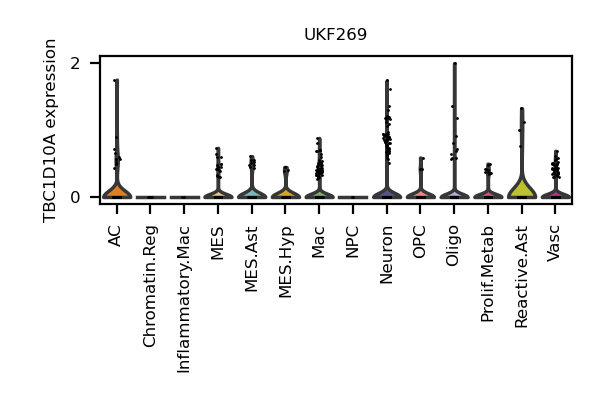 UKF269
TBC1D10A expression
2
0
AC
Chromatin.Reg
Inflammatory.Mac
MES
MES.Ast
MES.Hyp
Mac
NPC
Neuron
OPC
Oligo
Prolif.Metab
Reactive.Ast
Vasc